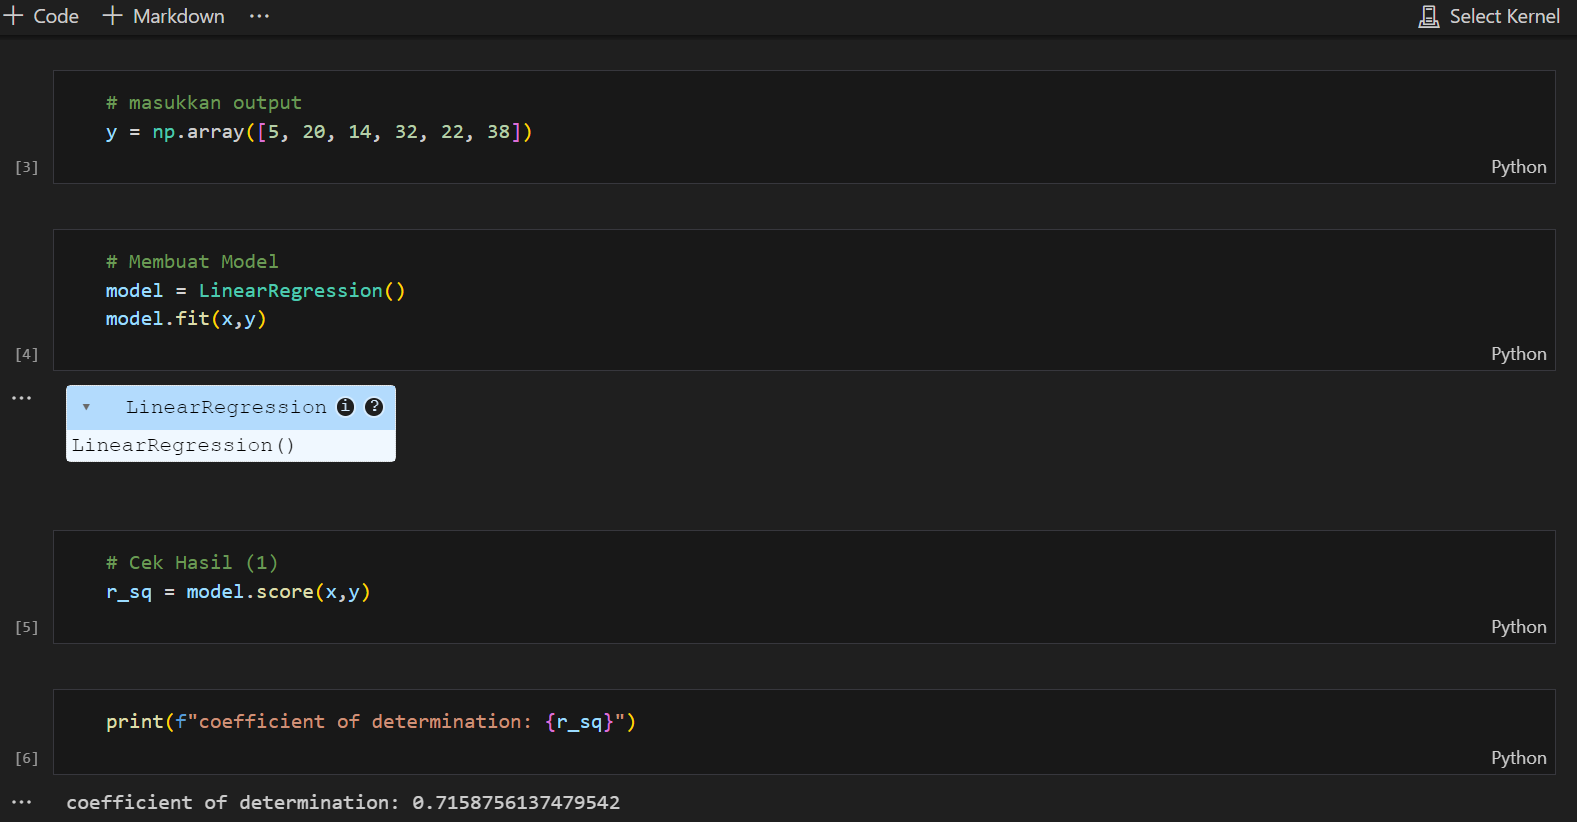 Code Markdown ... Select Kernel
# masukkan output
y = np.array([5, 20, 14, 32, 22, 38])
[3] Python
# Membuat Model
model = LinearRegression()
model.fit(x,y)
[4] Python
...
LinearRegression i ?
LinearRegression()
# Cek Hasil (1)
r_sq = model.score(x,y)
[5] Python
print(f"coefficient of determination: {r_sq}")
[6] Python
... coefficient of determination: 0.7158756137479542